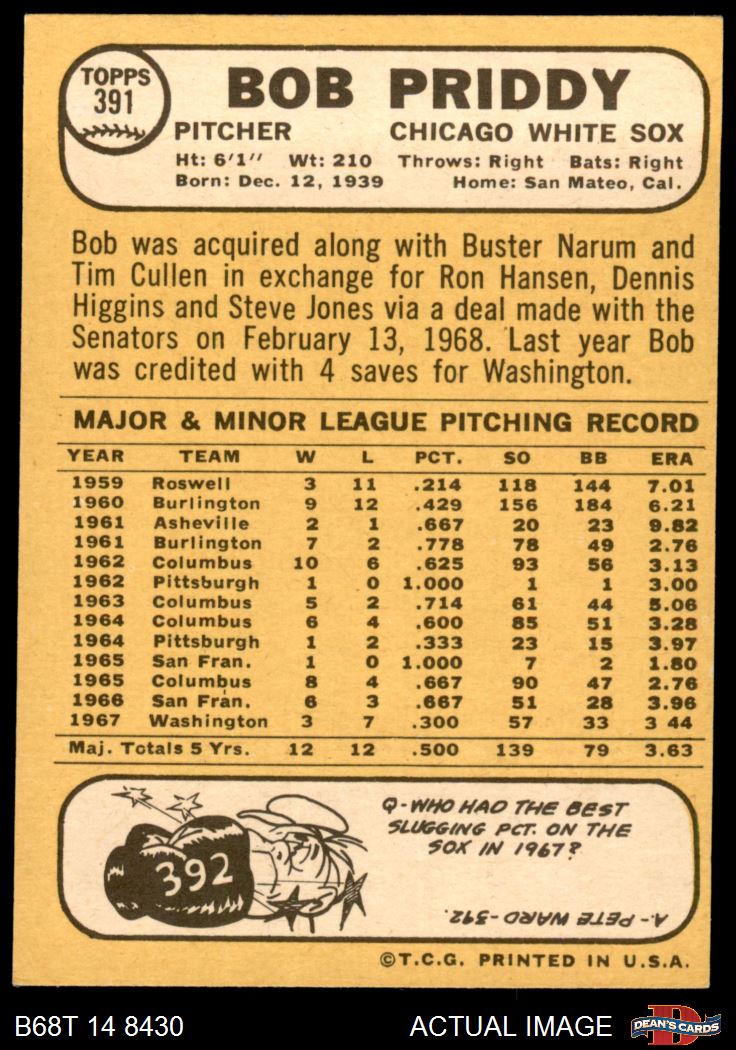 TOPPS
391
BOB PRIDDY
PITCHER CHICAGO WHITE SOX
Ht: 6'1" Wt: 210 Throws: Right Bats: Right
Born: Dec. 12, 1939 Home: San Mateo, Cal.
Bob was acquired along with Buster Narum and
Tim Cullen in exchange for Ron Hansen, Dennis
Higgins and Steve Jones via a deal made with the
Senators on February 13, 1968. Last year Bob
was credited with 4 saves for Washington.
MAJOR & MINOR LEAGUE PITCHING RECORD
YEAR TEAM W L PCT. SO BB ERA
1959 Roswell 3 11 .214 118 144 7.01
1960 Burlington 9 12 .429 156 184 6.21
1961 Asheville 2 1 .667 20 23 9.82
1961 Burlington 7 2 .778 78 49 2.76
1962 Columbus 10 6 .625 93 56 3.13
1962 Pittsburgh 1 0 1.000 1 1 3.00
1963 Columbus 5 2 .714 61 44 5.06
1964 Columbus 6 4 .600 85 51 3.28
1964 Pittsburgh 1 2 .333 23 15 3.97
1965 San Fran. 1 0 1.000 7 2 1.80
1965 Columbus 8 4 .667 90 47 2.76
1966 San Fran. 6 3 .667 51 28 3.96
1967 Washington 3 7 .300 57 33 3 44
Maj. Totals 5 Yrs. 12 12 .500 139 79 3.63
392
Q-WHO HAD THE BEST
SLUGGING PCT. ON THE
SOX IN 1967?
A-PETE WARD-.392.
©T.C.G. PRINTED IN U.S.A.
B68T 14 8430 ACTUAL IMAGE
DEAN'S CARDS